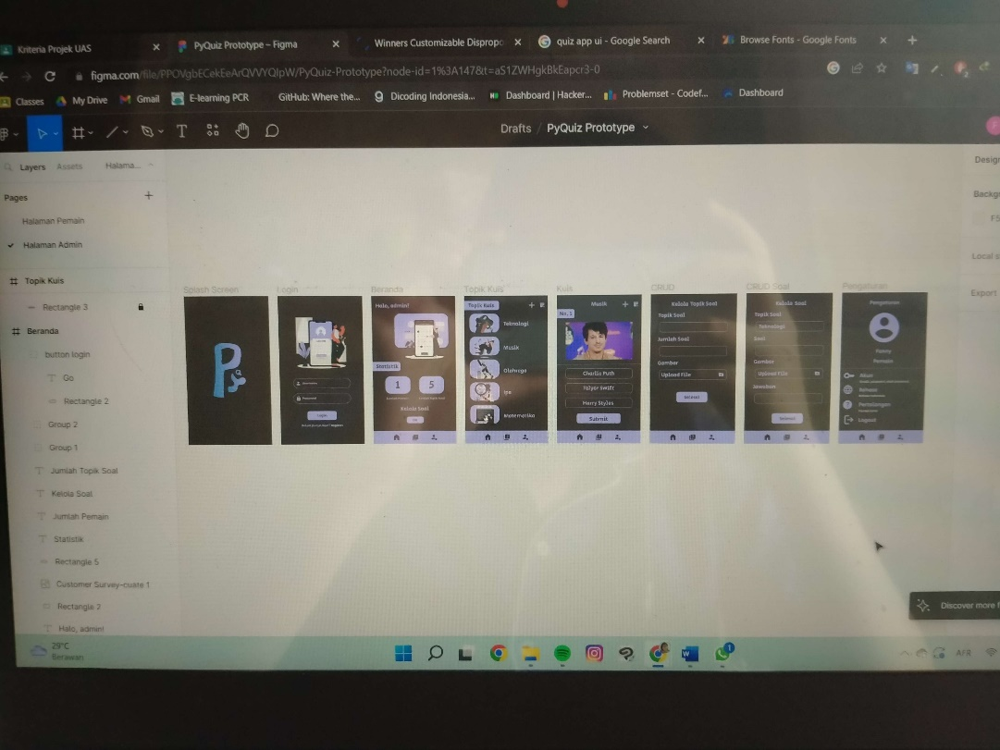 Kriteria Projek UAS
PyQuiz Prototype – Figma
Winners Customizable Dispropo
quiz app ui - Google Search
Browse Fonts - Google Fonts
figma.com/file/PPOVgbECekEeArQVVYQlpW/PyQuiz-Prototype?node-id=1%3A147&t=aS1ZWHgkBkEapcr3-0
Classes
My Drive
Gmail
E-learning PCR
GitHub: Where the...
Dicoding Indonesia...
Dashboard | Hacker...
Problemset - Codef...
Dashboard
Drafts / PyQuiz Prototype
Layers
Assets
Halama...
Design
Pages
Backg
Halaman Pemain
Halaman Admin
Local s
Topik Kuis
Export
Rectangle 3
Beranda
button login
Go
Rectangle 2
Group 2
Group 1
Jumlah Topik Soal
Kelola Soal
Jumlah Pemain
Statistik
Rectangle 5
Customer Survey-cuate 1
Rectangle 2
Halo, admin!
Splash Screen
Login
Beranda
Topik Kuis
Kuis
CRUD
CRUD Soal
Pengaturan
Login
Halo, admin!
Statistik
1
5
Kelola Soal
Topik Kuis
Teknologi
Musik
Olahraga
Ipa
Matematika
Musik
No. 1
Charlie Puth
Taylor Swift
Harry Styles
Submit
Kelola Topik Soal
Topik Soal
Jumlah Soal
Gambar
Upload File
Kelola Soal
Topik Soal
Teknologi
Soal
Gambar
Upload File
Jawaban
Pengaturan
Logout
Discover more
29°C
Berawan
AFR
1